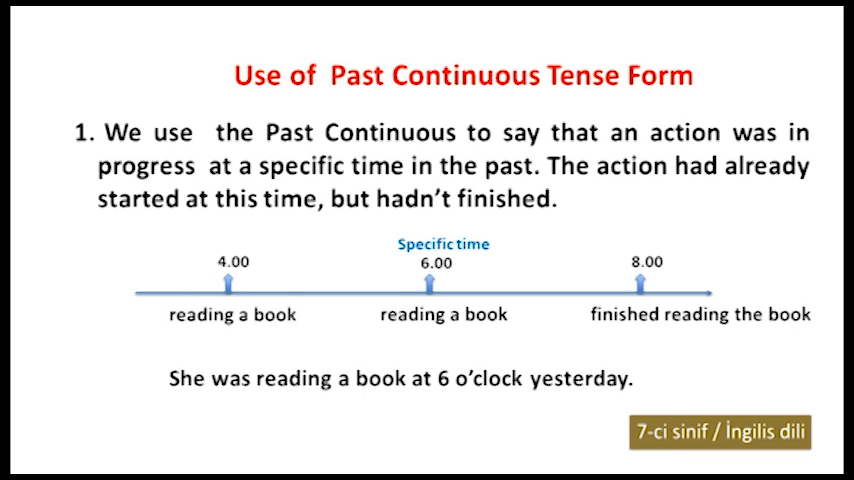 Use of Past Continuous Tense Form
1. We use the Past Continuous to say that an action was in
progress at a specific time in the past. The action had already
started at this time, but hadn't finished.
Specific time
4.00 6.00 8.00
reading a book reading a book finished reading the book
She was reading a book at 6 o'clock yesterday.
7-ci sinif / İngilis dili